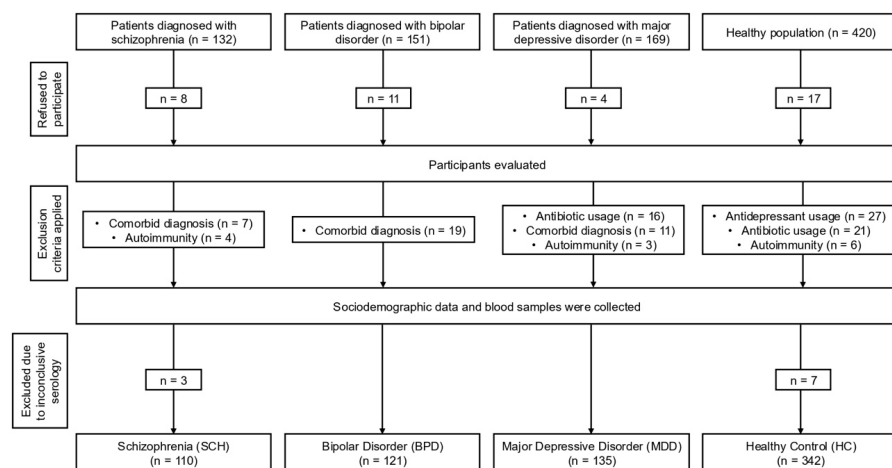 Patients diagnosed with
schizophrenia (n = 132)
Patients diagnosed with bipolar
disorder (n = 151)
Patients diagnosed with major
depressive disorder (n = 169)
Healthy population (n = 420)
Refused to
participate
n = 8
n = 11
n = 4
n = 17
Participants evaluated
Exclusion
criteria applied
• Comorbid diagnosis (n = 7)
• Autoimmunity (n = 4)
• Comorbid diagnosis (n = 19)
• Antibiotic usage (n = 16)
• Comorbid diagnosis (n = 11)
• Autoimmunity (n = 3)
• Antidepressant usage (n = 27)
• Antibiotic usage (n = 21)
• Autoimmunity (n = 6)
Sociodemographic data and blood samples were collected
Excluded due
to inconclusive
serology
n = 3
n = 7
Schizophrenia (SCH)
(n = 110)
Bipolar Disorder (BPD)
(n = 121)
Major Depressive Disorder (MDD)
(n = 135)
Healthy Control (HC)
(n = 342)